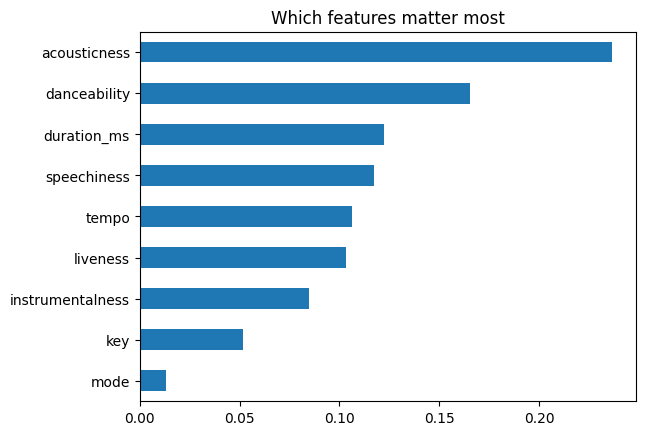 Which features matter most
acousticness
danceability
duration_ms
speechiness
tempo
liveness
instrumentalness
key
mode
0.00 0.05 0.10 0.15 0.20